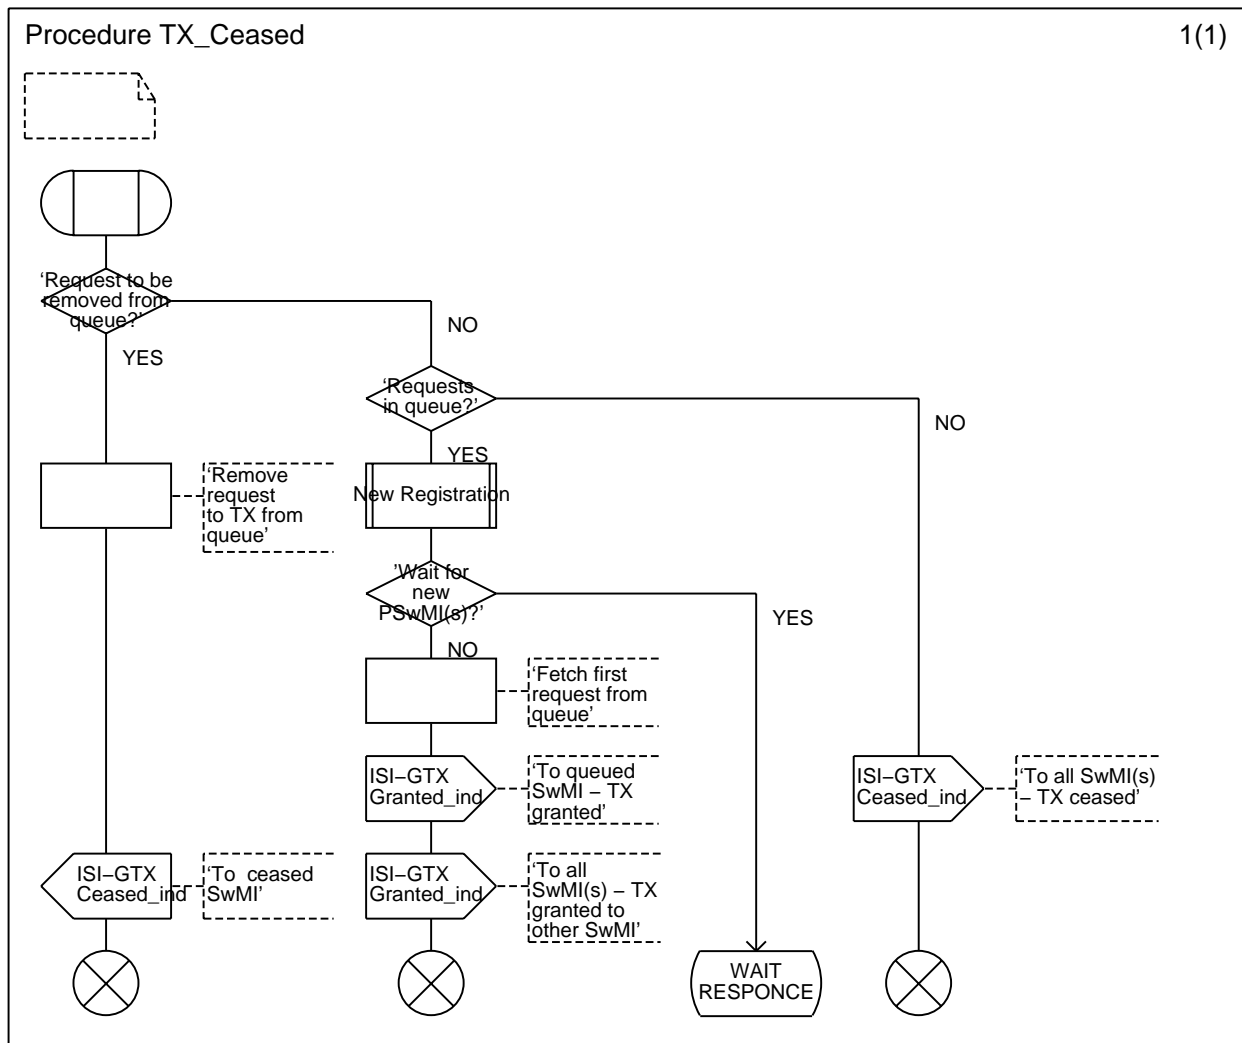 Procedure TX_Ceased
1(1)
‘Request to be
removed from
queue?’
NO
YES
‘Requests
in queue?’
NO
YES
‘Remove
request
to TX from
queue’
New Registration
’Wait for
new
PSwMI(s)?’
YES
NO
‘Fetch first
request from
queue’
ISI−GTX
Granted_ind
‘To queued
SwMI − TX
granted’
ISI−GTX
Ceased_ind
‘To all SwMI(s)
− TX ceased’
ISI−GTX
Ceased_ind
‘To  ceased
SwMI’
ISI−GTX
Granted_ind
‘To all
SwMI(s) − TX
granted to
other SwMI’
WAIT
RESPONCE